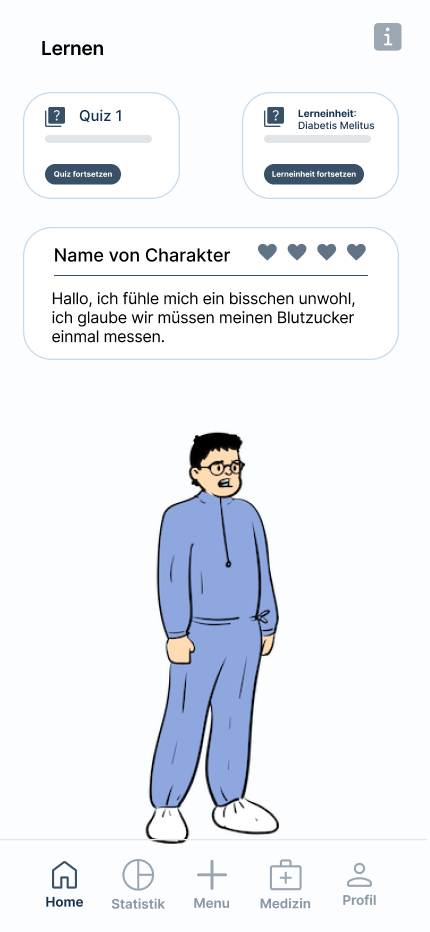 Lernen
Quiz 1
Quiz fortsetzen
Lerneinheit:
Diabetis Melitus
Lerneinheit fortsetzen
Name von Charakter
Hallo, ich fühle mich ein bisschen unwohl,
ich glaube wir müssen meinen Blutzucker
einmal messen.
Home
Statistik
Menu
Medizin
Profil